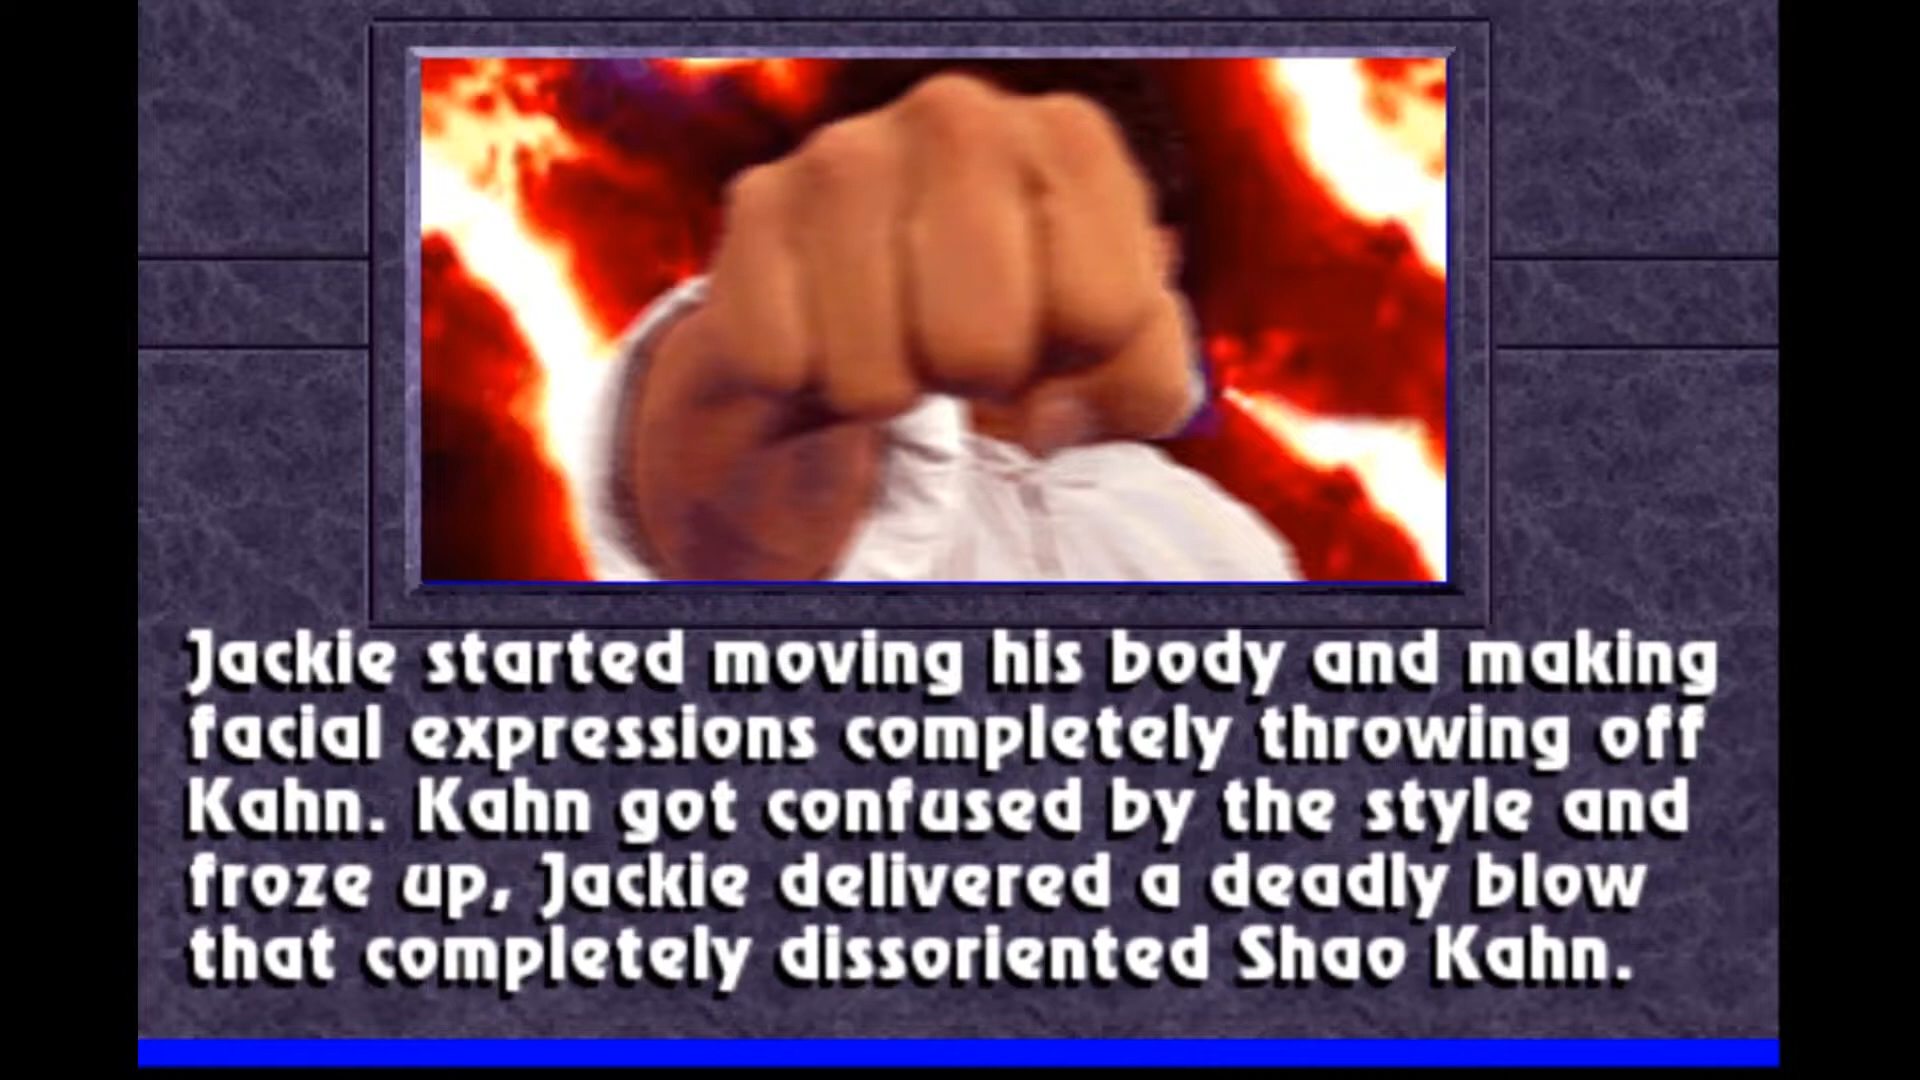 Jackie started moving his body and making
facial expressions completely throwing off
Kahn. Kahn got confused by the style and
froze up, Jackie delivered a deadly blow
that completely dissoriented Shao Kahn.